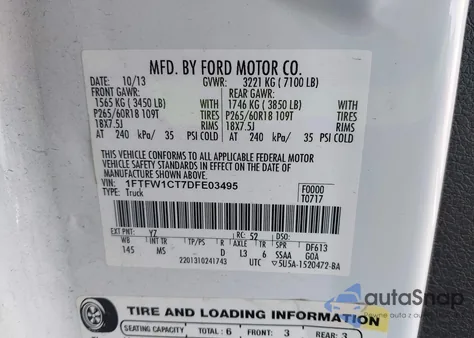 MFD. BY FORD MOTOR CO.
DATE: 10/13 GVWR: 3221 KG ( 7100 LB)
FRONT GAWR: REAR GAWR:
1565 KG ( 3450 LB) WITH 1746 KG ( 3850 LB) WITH
P265/60R18 109T TIRES P265/60R18 109T TIRES
18X7.5J RIMS 18X7.5J RIMS
AT 240 kPa/ 35 PSI COLD AT 240 kPa/ 35 PSI COLD
THIS VEHICLE CONFORMS TO ALL APPLICABLE FEDERAL MOTOR
VEHICLE SAFETY STANDARDS IN EFFECT ON THE DATE OF
MANUFACTURE SHOWN ABOVE.
VIN: 1FTFW1CT7DFE03495 F0000
TYPE: Truck T0717
EXT PNT: YZ RC: 52 DSO: DF613
WB INT TR TP/PS R AXLE TR SPR
145 MS D L3 6 SSAA GOA
2201310241743 UTC ▽5U5A-1520472-BA
TIRE AND LOADING INFORMATION
SEATING CAPACITY TOTAL: 6 FRONT: 3 REAR: 3
autoSnap